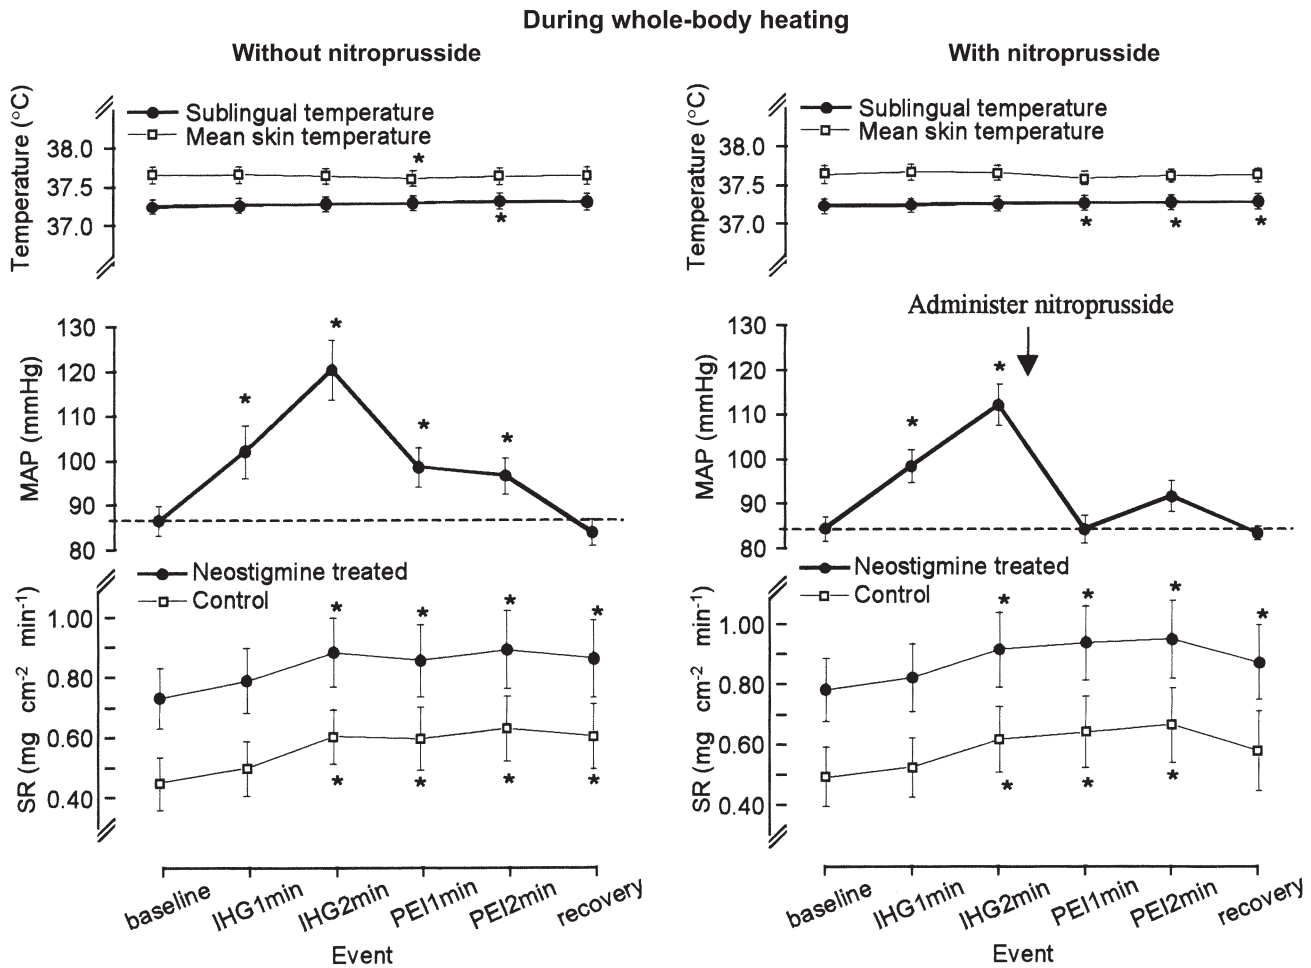 During whole-body heating
Without nitroprusside
With nitroprusside
Temperature (°C)
Sublingual temperature
Mean skin temperature
38.0
37.5
37.0
*
*
Temperature (°C)
Sublingual temperature
Mean skin temperature
38.0
37.5
37.0
* * *
MAP (mmHg)
130
120
110
100
90
80
* * * *
Administer nitroprusside
MAP (mmHg)
130
120
110
100
90
80
* *
SR (mg cm-2 min-1)
Neostigmine treated
Control
1.00
0.80
0.60
0.40
* * * *
* * * *
SR (mg cm-2 min-1)
Neostigmine treated
Control
1.00
0.80
0.60
0.40
* * * *
* * *
baseline
IHG1min
IHG2min
PEI1min
PEI2min
recovery
Event
baseline
IHG1min
IHG2min
PEI1min
PEI2min
recovery
Event